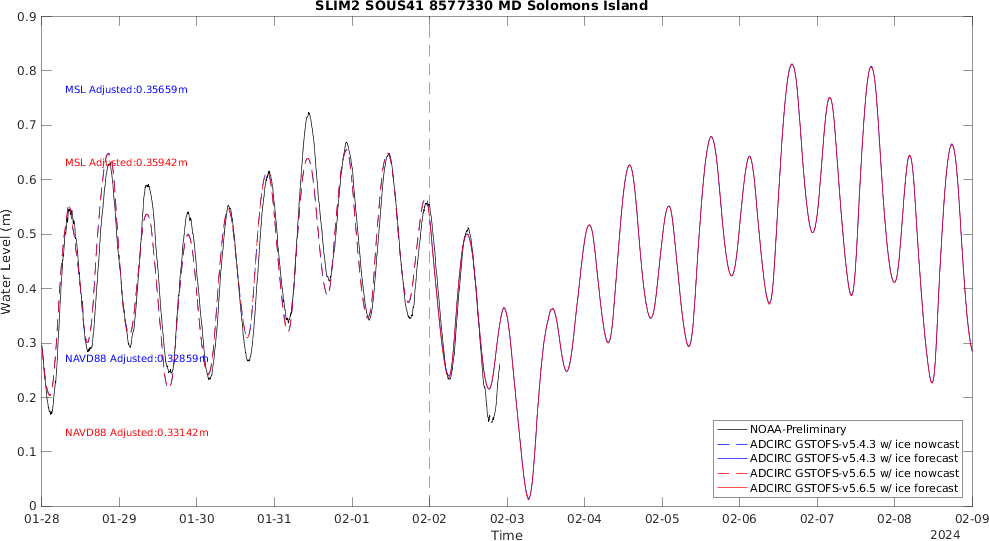 SLIM2 SOUS41 8577330 MD Solomons Island
0.9
0.8
0.7
0.6
0.5
0.4
0.3
0.2
0.1
0
Water Level (m)
MSL Adjusted:0.35659m
MSL Adjusted:0.35942m
NAVD88 Adjusted:0.32859m
NAVD88 Adjusted:0.33142m
NOAA-Preliminary
ADCIRC GSTOFS-v5.4.3 w/ ice nowcast
ADCIRC GSTOFS-v5.4.3 w/ ice forecast
ADCIRC GSTOFS-v5.6.5 w/ ice nowcast
ADCIRC GSTOFS-v5.6.5 w/ ice forecast
01-28 01-29 01-30 01-31 02-01 02-02 02-03 02-04 02-05 02-06 02-07 02-08 02-09
Time
2024